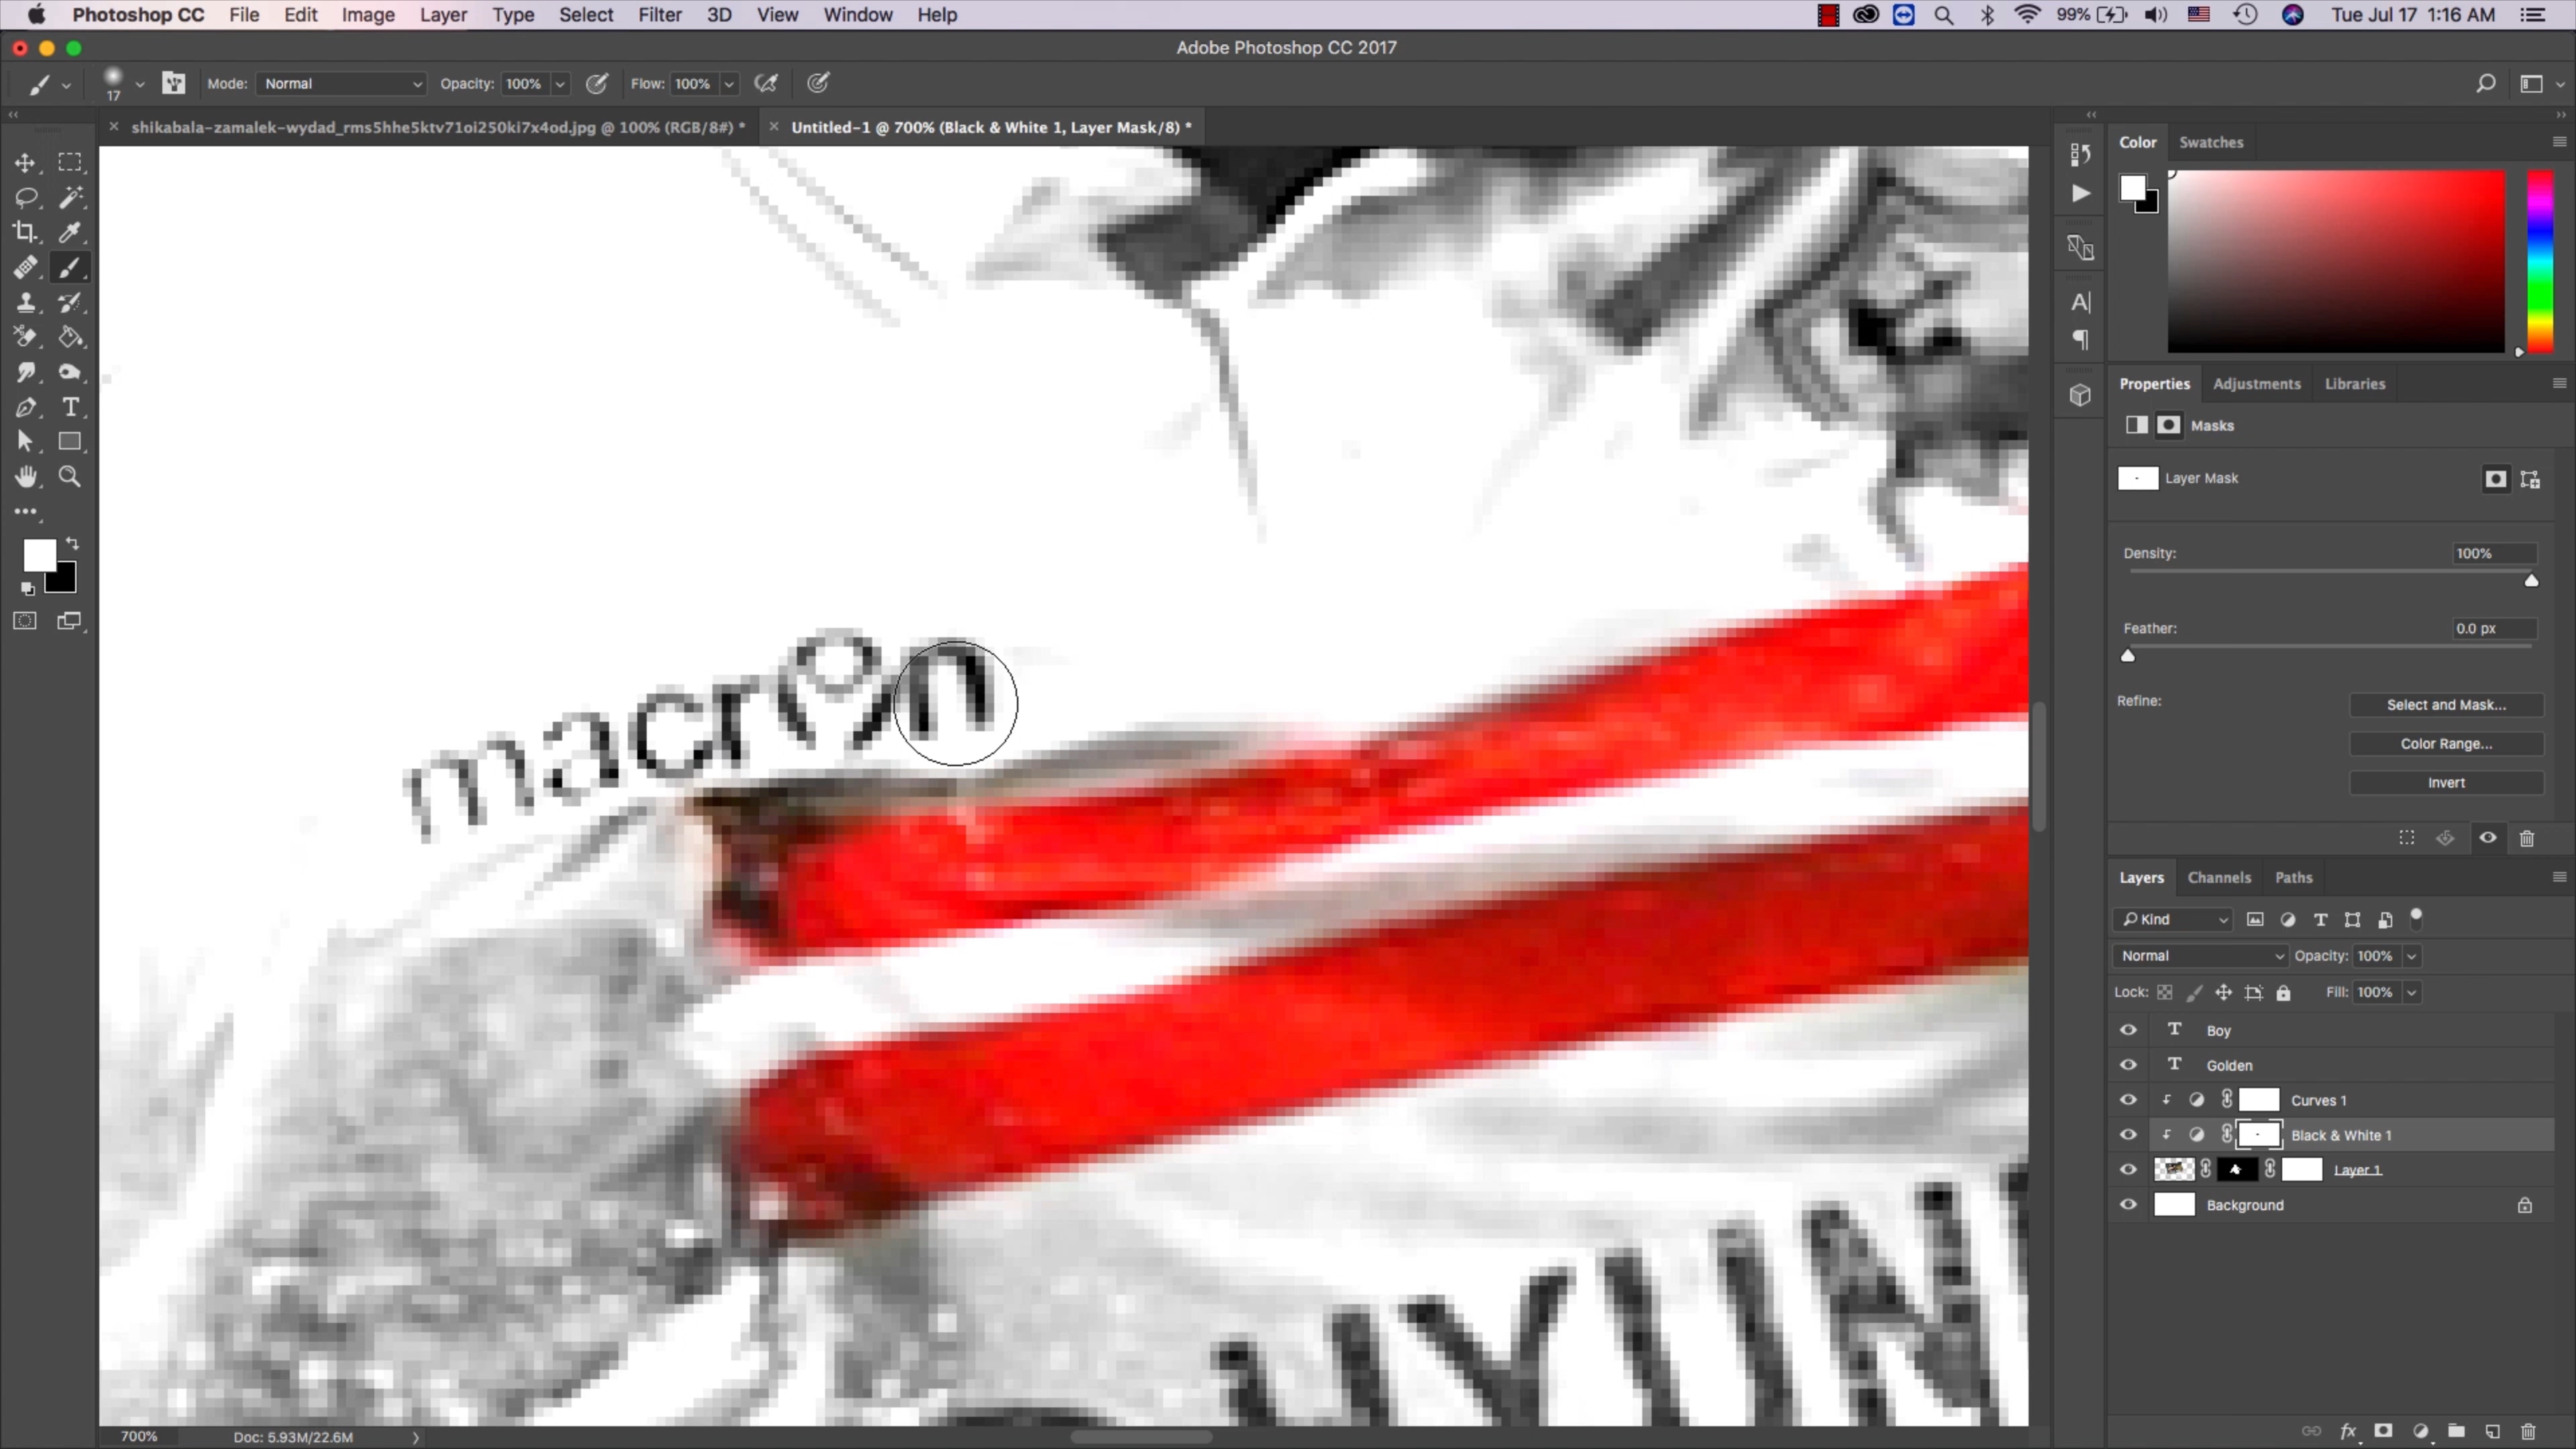 Photoshop CC File Edit Image Layer Type Select Filter 3D View Window Help 99% Tue Jul 17 1:16 AM
Adobe Photoshop CC 2017
17 Mode: Normal Opacity: 100% Flow: 100%
shikabala-zamalek-wydad_rms5hhe5ktv71oi250ki7x4od.jpg @ 100% (RGB/8#) * Untitled-1 @ 700% (Black & White 1, Layer Mask/8) *
Color Swatches
Properties Adjustments Libraries
Masks
Layer Mask
Density: 100%
Feather: 0.0 px
Refine: Select and Mask...
Color Range...
Invert
macron
Layers Channels Paths
Kind
Normal Opacity: 100%
Lock: Fill: 100%
Boy
Golden
Curves 1
Black & White 1
Layer 1
Background
700% Doc: 5.93M/22.6M